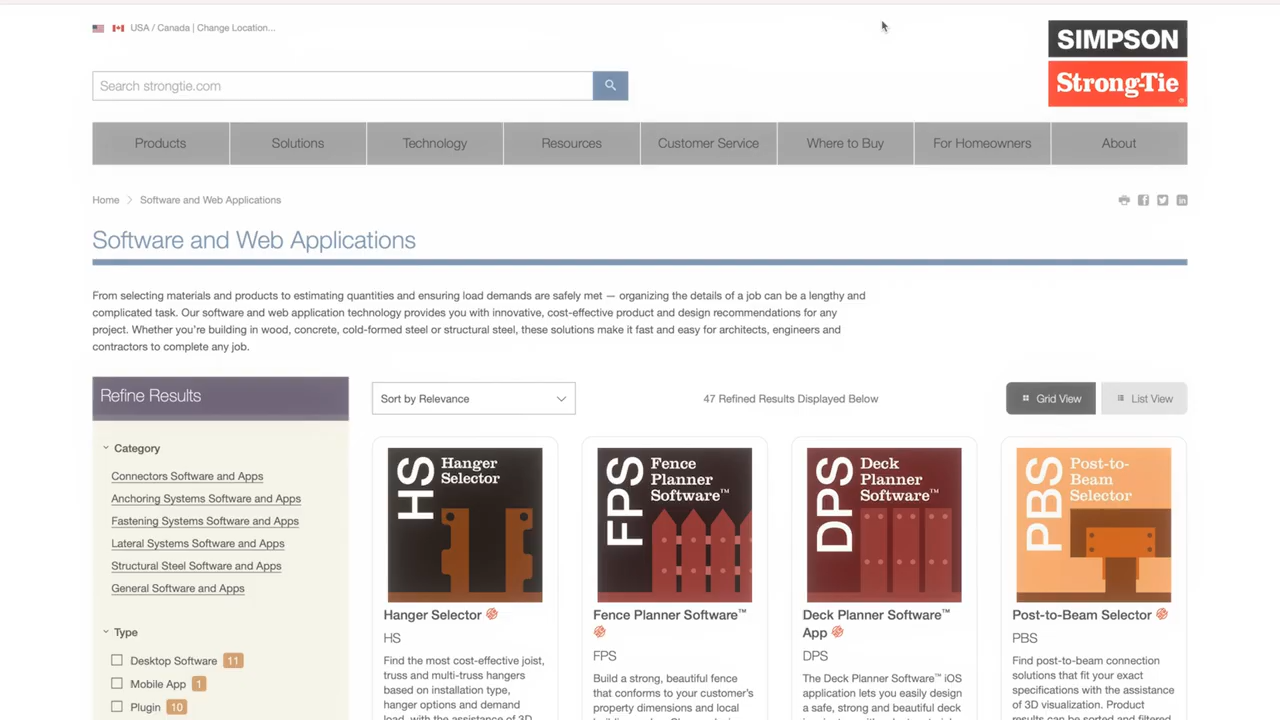 USA / Canada | Change Location...
SIMPSON
Strong-Tie
Search strongtie.com
Products
Solutions
Technology
Resources
Customer Service
Where to Buy
For Homeowners
About
Home
Software and Web Applications
Software and Web Applications
From selecting materials and products to estimating quantities and ensuring load demands are safely met — organizing the details of a job can be a lengthy and
complicated task. Our software and web application technology provides you with innovative, cost-effective product and design recommendations for any
project. Whether you're building in wood, concrete, cold-formed steel or structural steel, these solutions make it fast and easy for architects, engineers and
contractors to complete any job.
Refine Results
Category
Connectors Software and Apps
Anchoring Systems Software and Apps
Fastening Systems Software and Apps
Lateral Systems Software and Apps
Structural Steel Software and Apps
General Software and Apps
Type
Desktop Software 11
Mobile App 1
Plugin 10
Sort by Relevance
47 Refined Results Displayed Below
Grid View
List View
HS
Hanger
Selector
Hanger Selector
HS
Find the most cost-effective joist,
truss and multi-truss hangers
based on installation type,
hanger options and demand
load, with the assistance of 3D
FPS
Fence
Planner
Software™
Fence Planner Software™
FPS
Build a strong, beautiful fence
that conforms to your customer's
property dimensions and local
DPS
Deck
Planner
Software™
Deck Planner Software™
App
DPS
The Deck Planner Software™ iOS
application lets you easily design
a safe, strong and beautiful deck
PBS
Post-to-
Beam
Selector
Post-to-Beam Selector
PBS
Find post-to-beam connection
solutions that fit your exact
specifications with the assistance
of 3D visualization. Product
results can be sorted and filtered